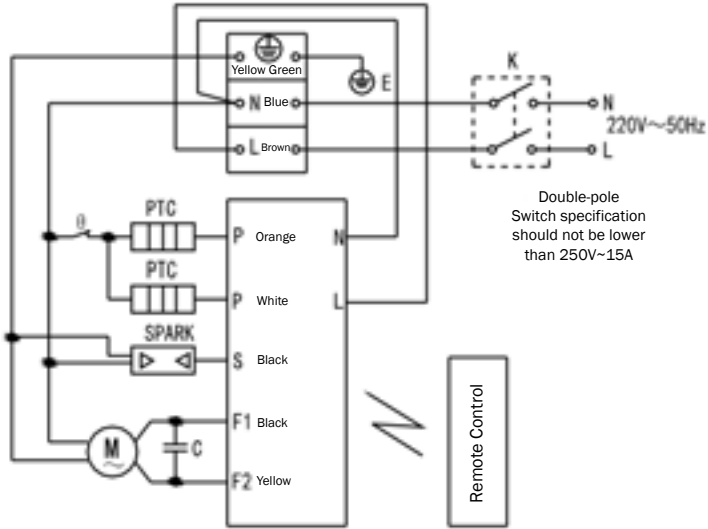 K
Yellow Green
E
N Blue
N
220V～50Hz
L Brown
L
Double-pole
Switch specification
should not be lower
than 250V~15A
PTC
θ
P Orange
N
PTC
P White
L
SPARK
S Black
F1 Black
M
～
C
F2 Yellow
Remote Control